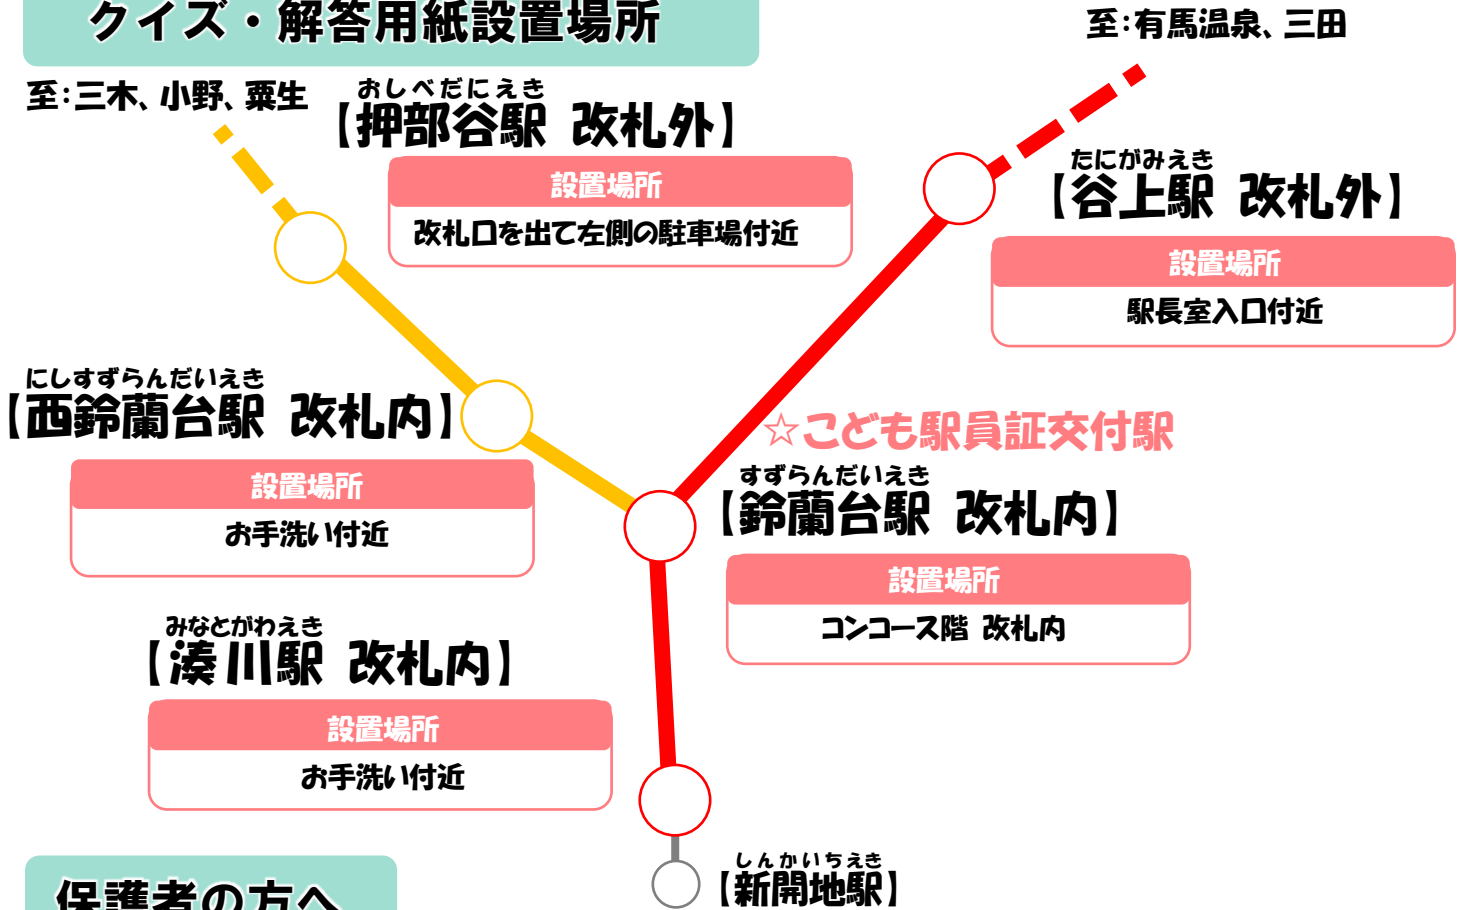 クイズ・解答用紙設置場所
至:有馬温泉、三田
至:三木、小野、粟生
おしべだにえき
【押部谷駅 改札外】
設置場所
改札口を出て左側の駐車場付近
たにがみえき
【谷上駅 改札外】
設置場所
駅長室入口付近
にしすずらんだいえき
【西鈴蘭台駅 改札内】
設置場所
お手洗い付近
☆こども駅員証交付駅
すずらんだいえき
【鈴蘭台駅 改札内】
設置場所
コンコース階 改札内
みなとがわえき
【湊川駅 改札内】
設置場所
お手洗い付近
しんかいちえき
【新開地駅】
保護者の方へ